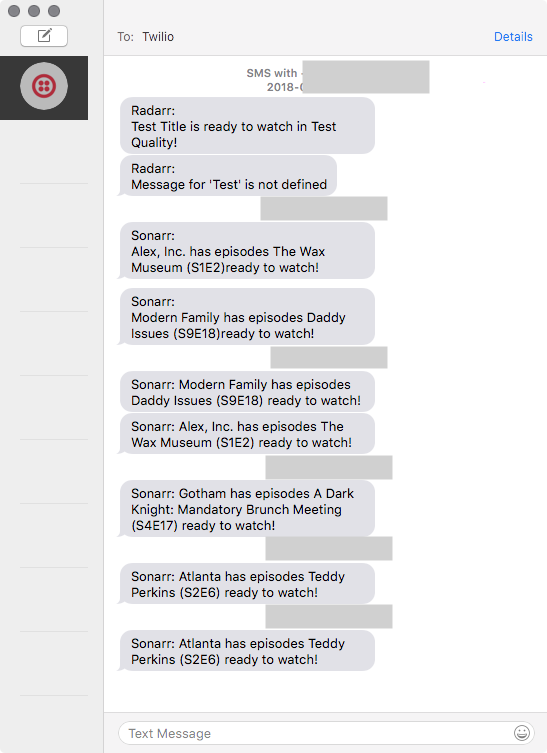 To: Twilio
Details
SMS with
2018-0
Radarr:
Test Title is ready to watch in Test
Quality!
Radarr:
Message for 'Test' is not defined
Sonarr:
Alex, Inc. has episodes The Wax
Museum (S1E2)ready to watch!
Sonarr:
Modern Family has episodes Daddy
Issues (S9E18)ready to watch!
Sonarr: Modern Family has episodes
Daddy Issues (S9E18) ready to watch!
Sonarr: Alex, Inc. has episodes The
Wax Museum (S1E2) ready to watch!
Sonarr: Gotham has episodes A Dark
Knight: Mandatory Brunch Meeting
(S4E17) ready to watch!
Sonarr: Atlanta has episodes Teddy
Perkins (S2E6) ready to watch!
Sonarr: Atlanta has episodes Teddy
Perkins (S2E6) ready to watch!
Text Message